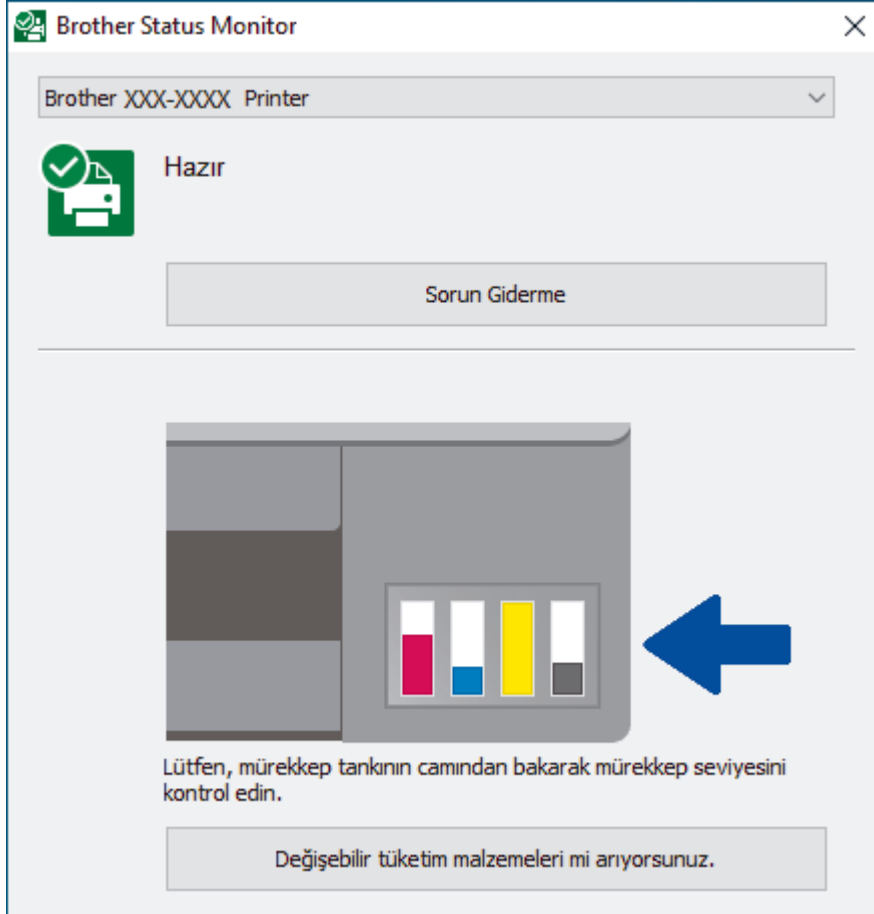 Brother Status Monitor
Brother XXX-XXXX Printer
Hazır
Sorun Giderme
Lütfen, mürekkep tankının camından bakarak mürekkep seviyesini
kontrol edin.
Değişebilir tüketim malzemeleri mi arıyorsunuz.